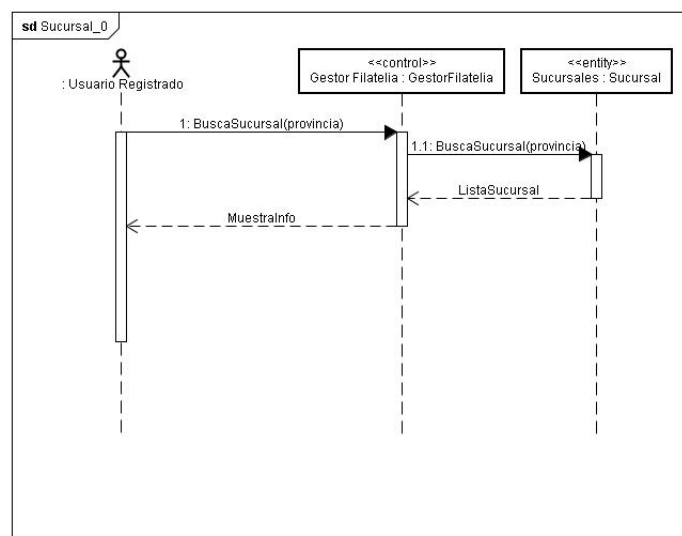 sd Sucursal_0
: Usuario Registrado
<<control>>
Gestor Filatelia : GestorFilatelia
<<entity>>
Sucursales : Sucursal
1: BuscaSucursal(provincia)
1.1: BuscaSucursal(provincia)
ListaSucursal
MuestraInfo